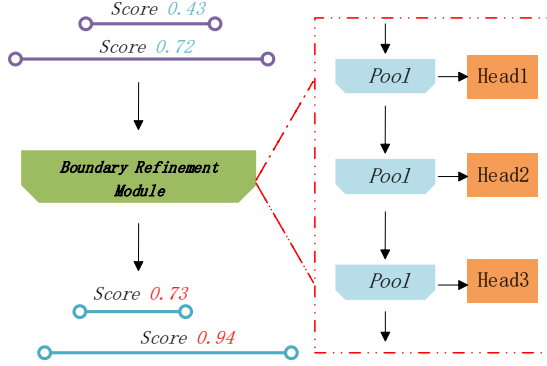 Score 0.43
Score 0.72
Boundary Refinement
Module
Score 0.73
Score 0.94
Pool
Head1
Pool
Head2
Pool
Head3